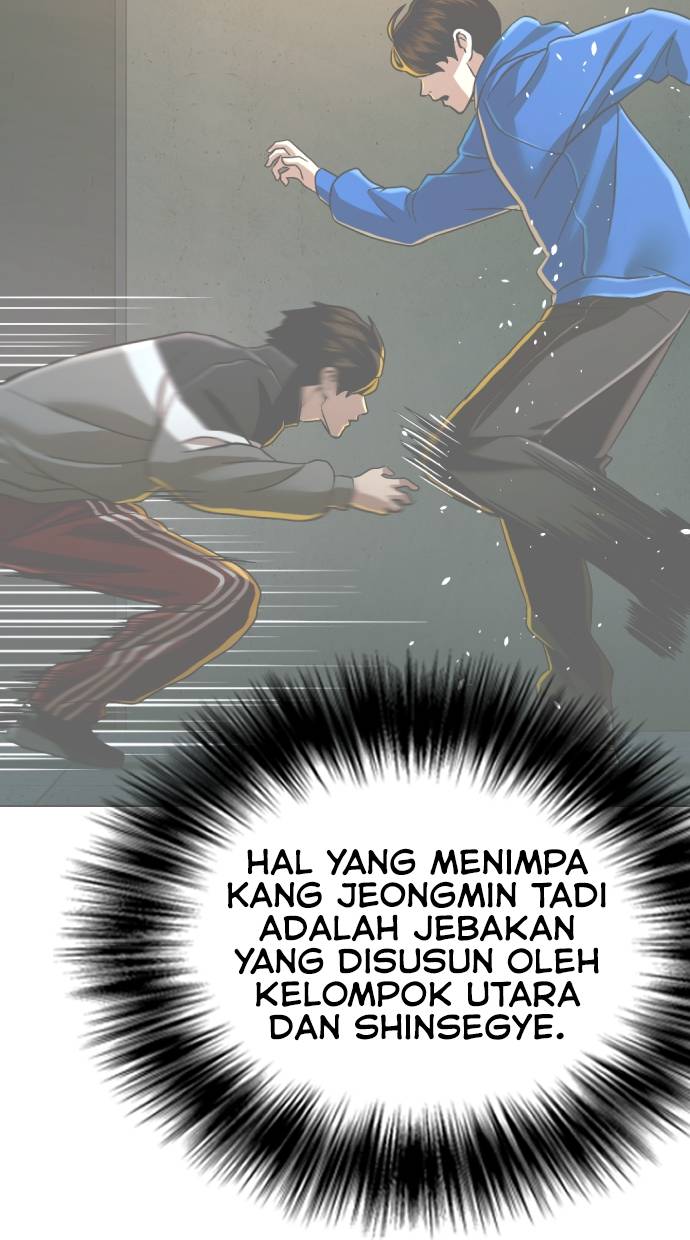 HAL YANG MENIMPA
KANG JEONGMIN TADI
ADALAH JEBAKAN
YANG DISUSUN OLEH
KELOMPOK UTARA
DAN SHINSEGYE.